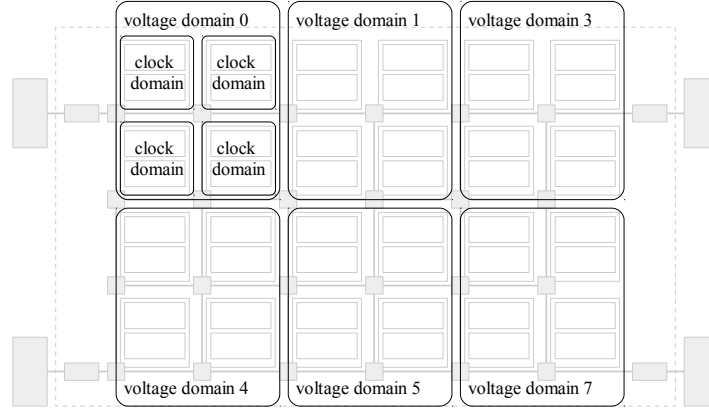 voltage domain 0
voltage domain 1
voltage domain 3
clock
domain
clock
domain
clock
domain
clock
domain
voltage domain 4
voltage domain 5
voltage domain 7